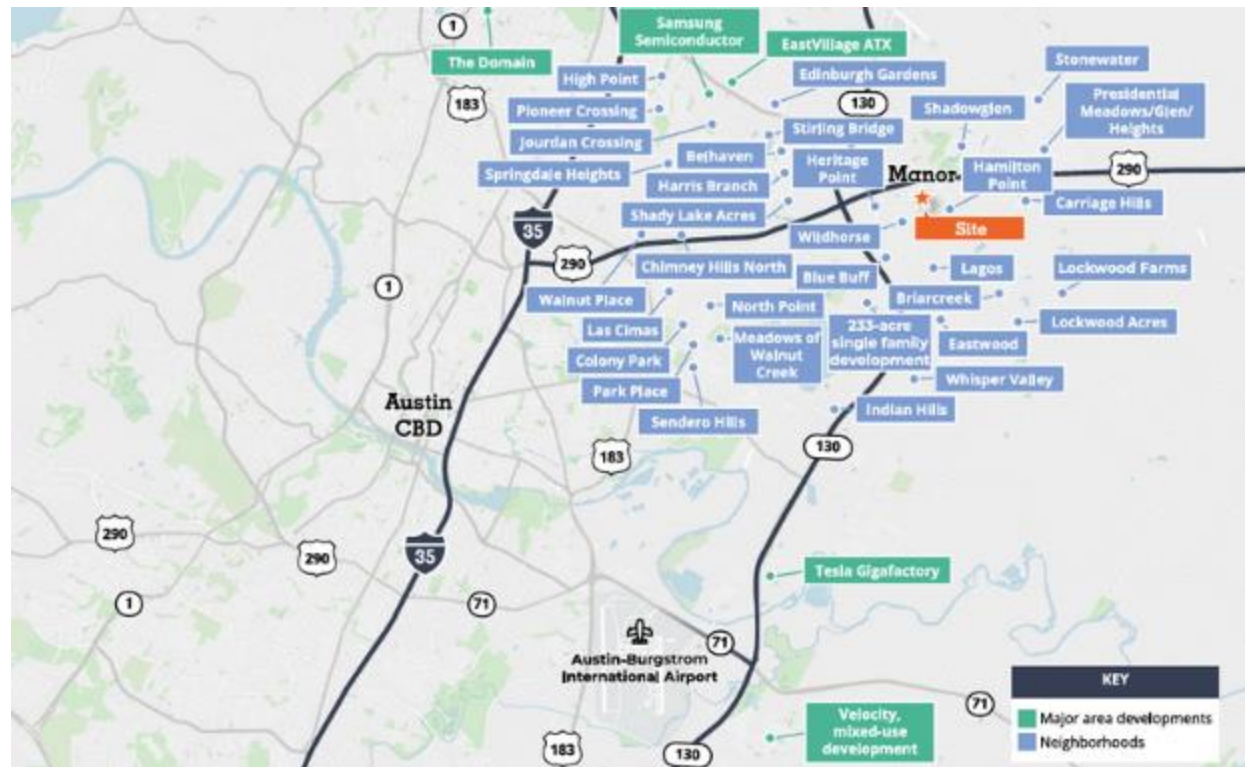 1
Samsung
Semiconductor
EastVillage ATX
The Domain
High Point
Edinburgh Gardens
Stonewater
183
130
Pioneer Crossing
Shadowglen
Presidential
Meadows/Glen/
Heights
Jourdan Crossing
Stirling Bridge
Belhaven
Springdale Heights
Heritage
Point
Manor
Hamilton
Point
290
Harris Branch
Carriage Hills
Shady Lake Acres
35
Site
Wildhorse
290
Chimney Hills North
Blue Buff
Lagos
Lockwood Farms
1
Walnut Place
North Point
Briarcreek
Las Cimas
233-acre
single family
development
Lockwood Acres
Meadows of
Walnut
Creek
Eastwood
Colony Park
Park Place
Whisper Valley
Austin
CBD
Sendero Hills
Indian Hills
183
130
290
290
35
Tesla Gigafactory
1
71
71
Austin-Burgstrom
International Airport
KEY
71
Major area developments
Neighborhoods
Velocity,
mixed-use
development
183
130